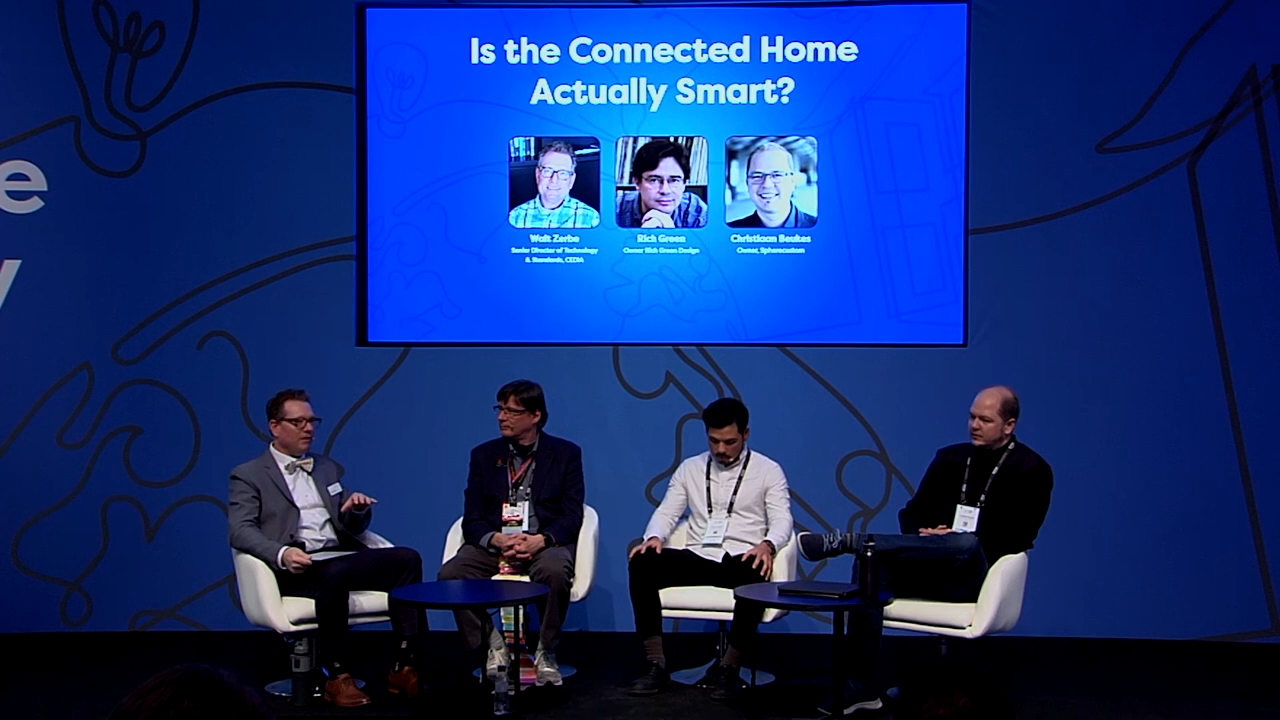 Is the Connected Home
Actually Smart?
Walt Zerbe
Rich Green
Christiaan Beukes
Senior Director of Technology
& Standards, CEDIA
Owner Rich Green Design
Owner, Spherecustom
e
y